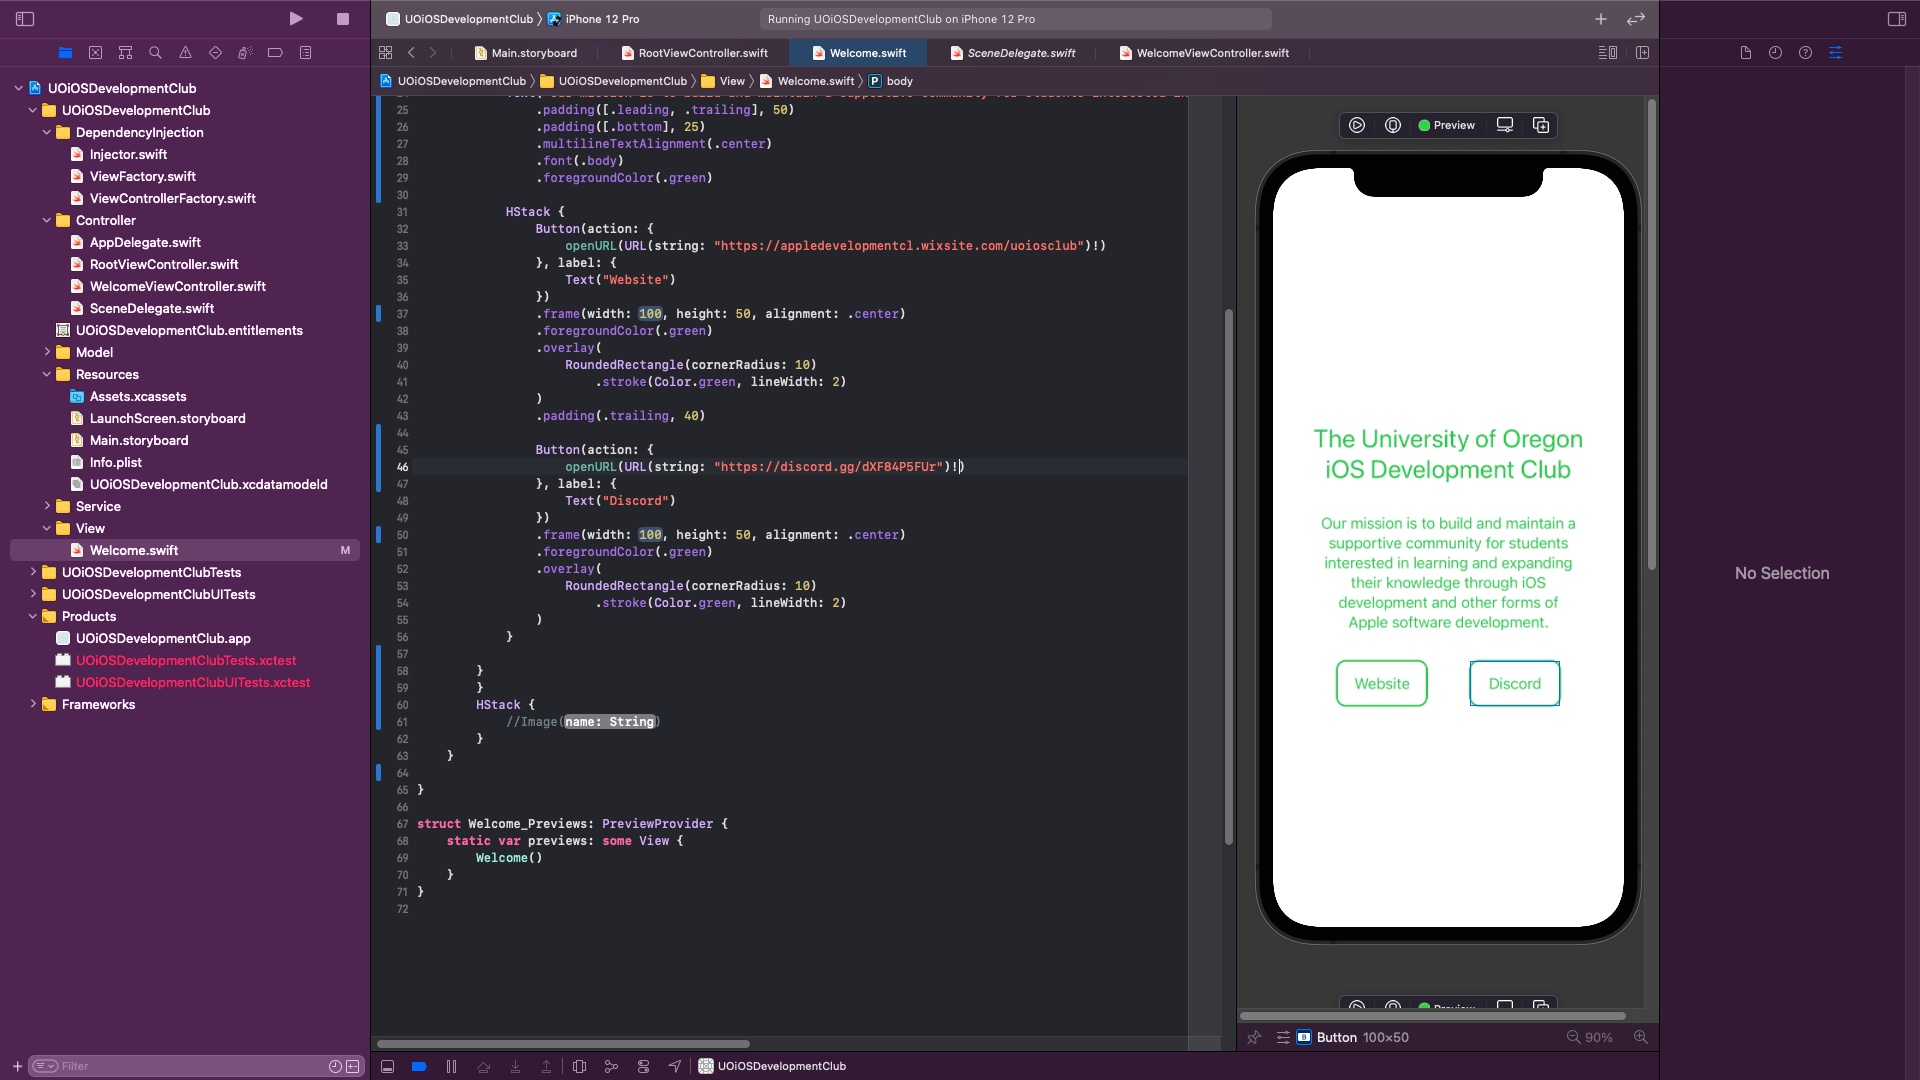 UOiOSDevelopmentClub
iPhone 12 Pro
Running UOiOSDevelopmentClub on iPhone 12 Pro
Main.storyboard
RootViewController.swift
Welcome.swift
SceneDelegate.swift
WelcomeViewController.swift
UOiOSDevelopmentClub
UOiOSDevelopmentClub
View
Welcome.swift
P body
UOiOSDevelopmentClub
UOiOSDevelopmentClub
DependencyInjection
Injector.swift
ViewFactory.swift
ViewControllerFactory.swift
Controller
AppDelegate.swift
RootViewController.swift
WelcomeViewController.swift
SceneDelegate.swift
UOiOSDevelopmentClub.entitlements
Model
Resources
Assets.xcassets
LaunchScreen.storyboard
Main.storyboard
Info.plist
UOiOSDevelopmentClub.xcdatamodeld
Service
View
Welcome.swift M
UOiOSDevelopmentClubTests
UOiOSDevelopmentClubUITests
Products
UOiOSDevelopmentClub.app
UOiOSDevelopmentClubTests.xctest
UOiOSDevelopmentClubUITests.xctest
Frameworks
Filter
25 .padding([.leading, .trailing], 50)
26 .padding([.bottom], 25)
27 .multilineTextAlignment(.center)
28 .font(.body)
29 .foregroundColor(.green)
30
31 HStack {
32 Button(action: {
33 openURL(URL(string: "https://appledevelopmentcl.wixsite.com/uoiosclub")!)
34 }, label: {
35 Text("Website")
36 })
37 .frame(width: 100, height: 50, alignment: .center)
38 .foregroundColor(.green)
39 .overlay(
40 RoundedRectangle(cornerRadius: 10)
41 .stroke(Color.green, lineWidth: 2)
42 )
43 .padding(.trailing, 40)
44
45 Button(action: {
46 openURL(URL(string: "https://discord.gg/dXF84P5FUr")!)
47 }, label: {
48 Text("Discord")
49 })
50 .frame(width: 100, height: 50, alignment: .center)
51 .foregroundColor(.green)
52 .overlay(
53 RoundedRectangle(cornerRadius: 10)
54 .stroke(Color.green, lineWidth: 2)
55 )
56 }
57
58 }
59 }
60 HStack {
61 //Image(name: String)
62 }
63 }
64
65 }
66
67 struct Welcome_Previews: PreviewProvider {
68 static var previews: some View {
69 Welcome()
70 }
71 }
72
Preview
The University of Oregon
iOS Development Club
Our mission is to build and maintain a
supportive community for students
interested in learning and expanding
their knowledge through iOS
development and other forms of
Apple software development.
Website
Discord
Button 100×50
90%
No Selection
UOiOSDevelopmentClub